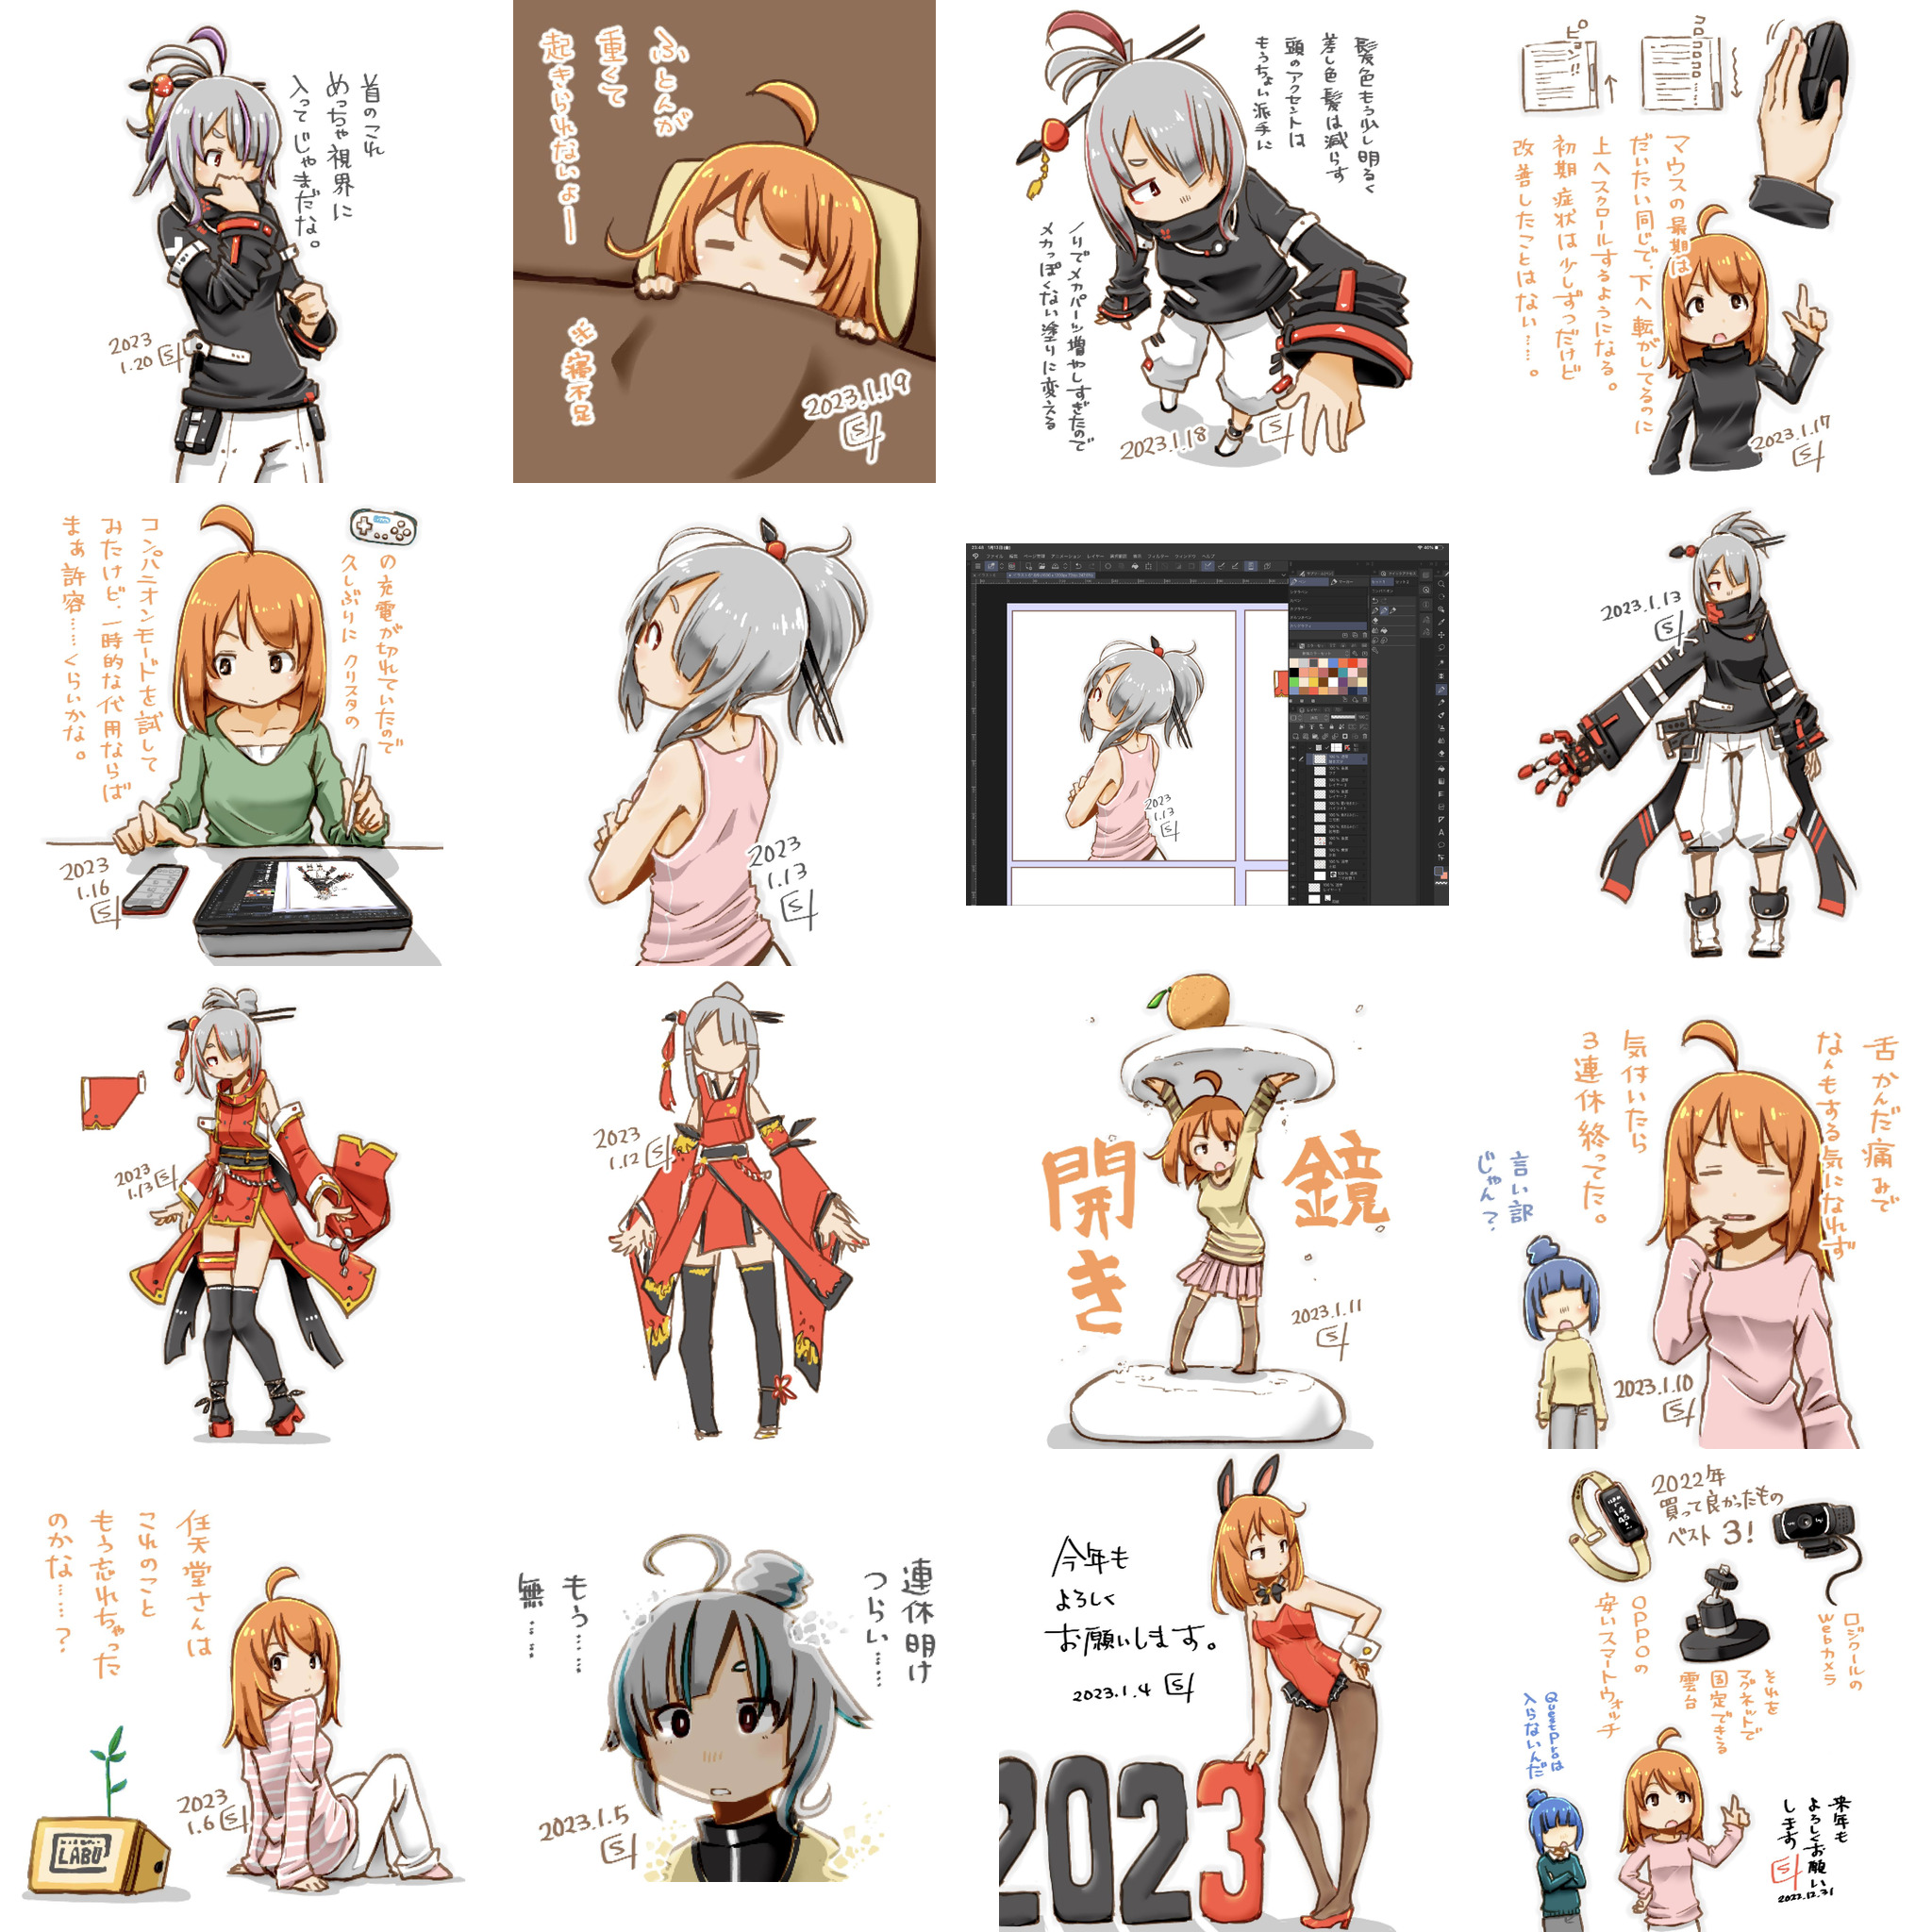 首のこれ
めっちゃ視界に
入ってじゃまだな。
2023
1.20
ふとんが
重くて
起きられないよー
※寝不足
2023.1.19
髪色もう少し明るく
差し色髪は減らす
頭のアクセントは
もうちょい派手に
ノリでメカパーツ増やしすぎたので
メカっぽくない塗りに変える
2023.1.18
ピョン!!
nanana……
マウスの最期は
だいたい同じで、下へ転がしてるのに
上へスクロールするようになる。
初期症状は少しずつだけど
改善したことはない……。
2023.1.17
の充電が切れていたので
久しぶりにクリスタの
コンパニオンモードを試して
みたけど、一時的な代用ならば
まぁ許容……くらいかな。
2023
1.16
2023
1.13
2023
1.13
2023.1.13
2023
1.13
2023
1.12
鏡
開き
2023.1.11
舌かんだ痛みで
なんもする気になれず
気付いたら
3連休終ってた。
言い訳
じゃん?
2023.1.10
任天堂さんは
これのこと
もう忘れちゃった
のかな……?
LABO
2023
1.6
連休明け
つらい……
もう……
無……
2023.1.5
今年も
よろしく
お願いします。
2023.1.4
2023
2022年
買って良かったもの
ベスト3!
ロジクールの
Webカメラ
それを
マグネットで
固定できる
雲台
OPPOの
安いスマートウォッチ
QuestProは
入らないんだ
来年も
よろしくお願い
します
2022.12.31